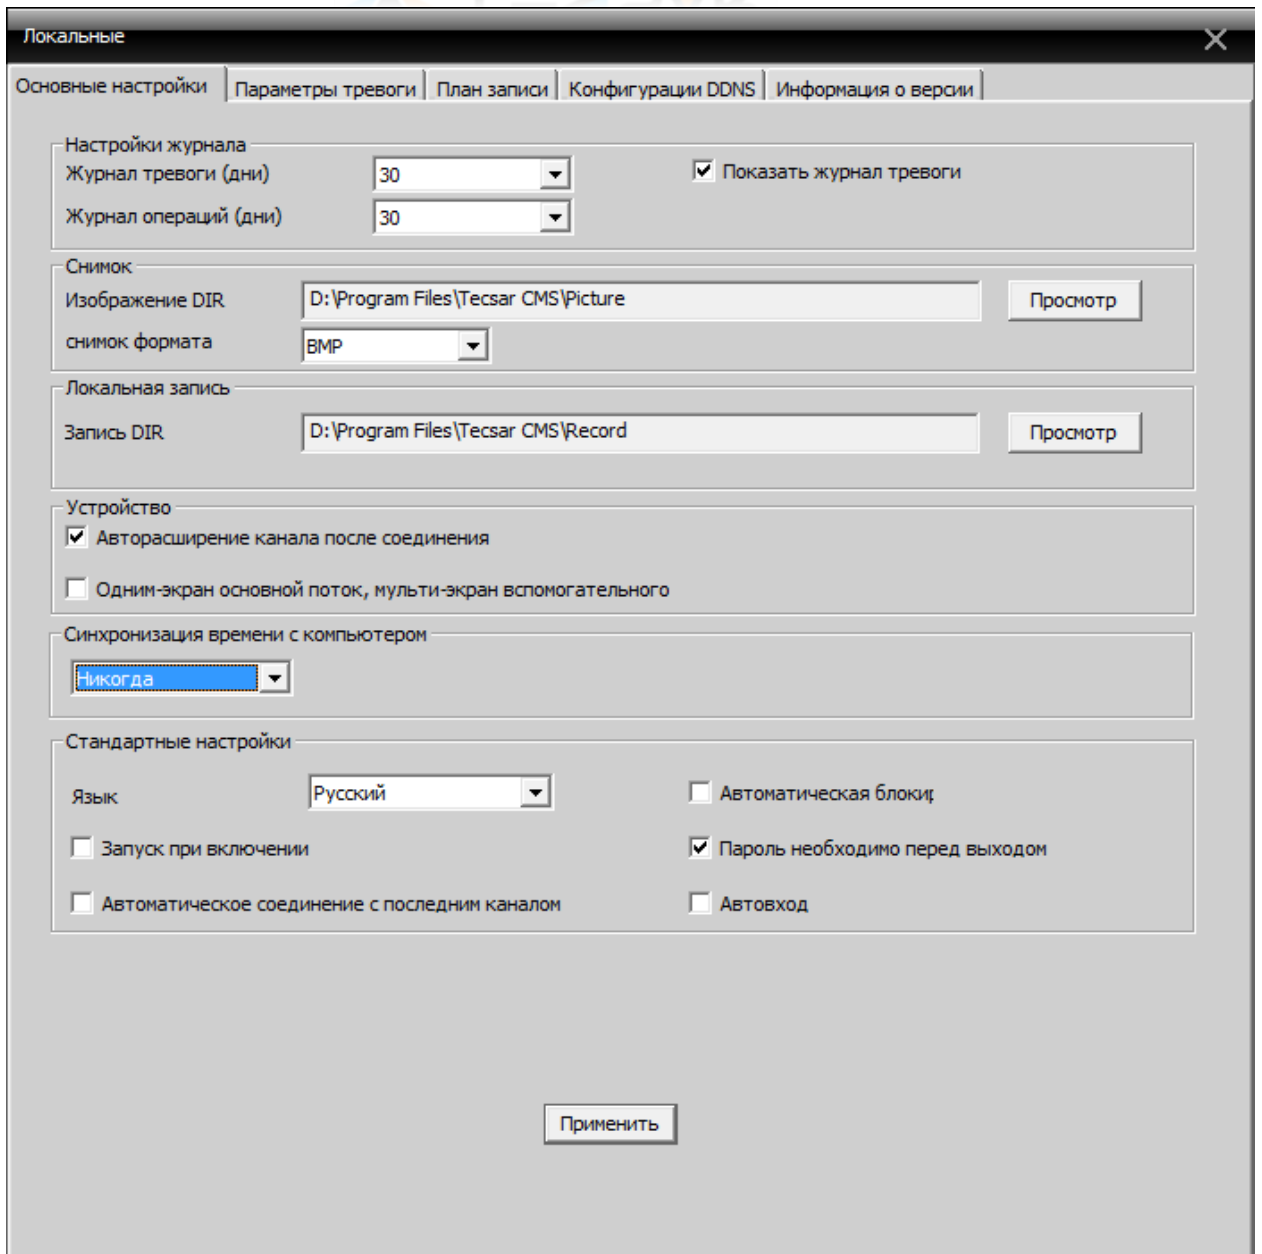 Локальные
Основные настройки Параметры тревоги План записи Конфигурации DDNS Информация о версии
Настройки журнала
Журнал тревоги (дни) 30 Показать журнал тревоги
Журнал операций (дни) 30
Снимок
Изображение DIR D:\Program Files\Tecsar CMS\Picture Просмотр
снимок формата BMP
Локальная запись
Запись DIR D:\Program Files\Tecsar CMS\Record Просмотр
Устройство
Авторасширение канала после соединения
Одним-экран основной поток, мульти-экран вспомогательного
Синхронизация времени с компьютером
Никогда
Стандартные настройки
Язык Русский Автоматическая блокир
Запуск при включении Пароль необходимо перед выходом
Автоматическое соединение с последним каналом Автовход
Применить